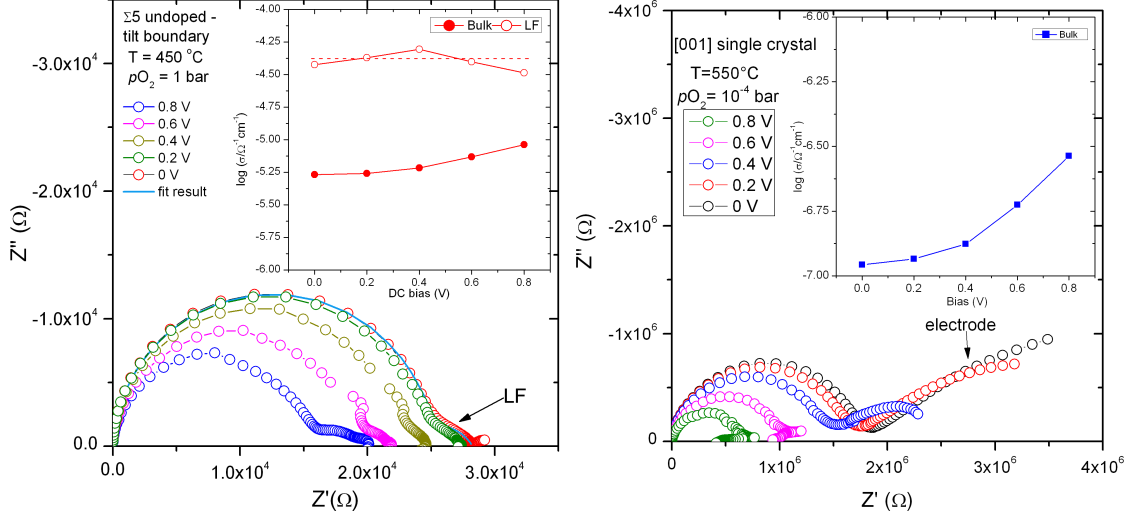 Σ5 undoped -
tilt boundary
T = 450 °C
pO₂ = 1 bar
0.8 V
0.6 V
0.4 V
0.2 V
0 V
fit result
-3.0x10⁴
-2.0x10⁴
-1.0x10⁴
0.0
Z'' (Ω)
0.0
1.0x10⁴
2.0x10⁴
3.0x10⁴
Z'(Ω)
LF
Bulk
LF
-4.00
-4.25
-4.50
-4.75
-5.00
-5.25
-5.50
-5.75
-6.00
log (σ/Ω⁻¹cm⁻¹)
0.0
0.2
0.4
0.6
0.8
DC bias (V)
[001] single crystal
T=550°C
pO₂= 10⁻⁴ bar
0.8 V
0.6 V
0.4 V
0.2 V
0 V
-4x10⁶
-3x10⁶
-3x10⁶
-2x10⁶
-2x10⁶
-1x10⁶
-5x10⁵
0
Z'' (Ω)
0
1x10⁶
2x10⁶
3x10⁶
4x10⁶
Z' (Ω)
electrode
Bulk
-6.00
-6.25
-6.50
-6.75
-7.00
log (σ/Ω⁻¹cm⁻¹)
0.0
0.2
0.4
0.6
0.8
Bias (V)